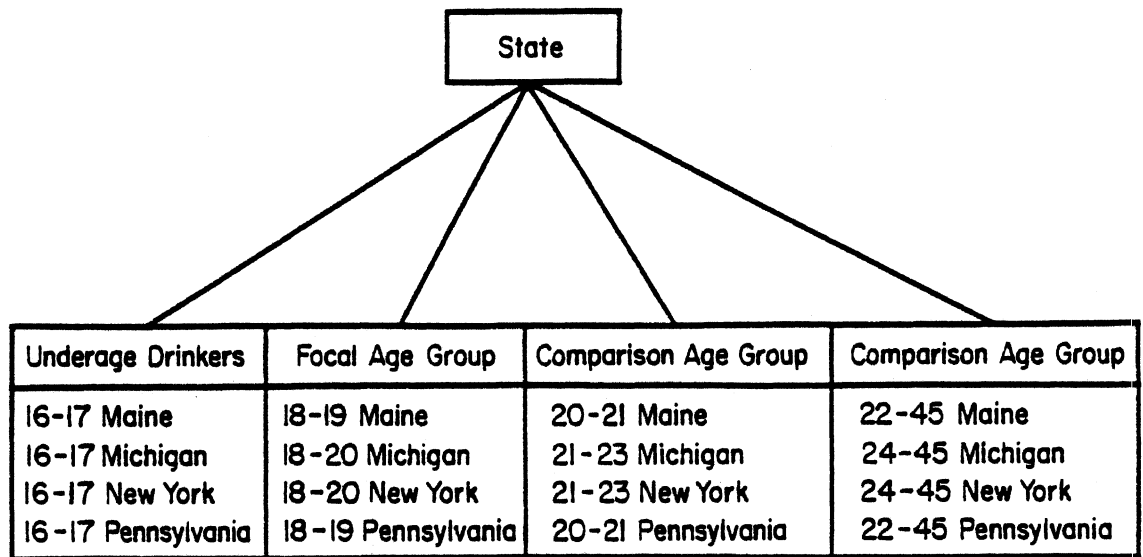 State
Underage Drinkers Focal Age Group Comparison Age Group Comparison Age Group
16-17 Maine 18-19 Maine 20-21 Maine 22-45 Maine
16-17 Michigan 18-20 Michigan 21-23 Michigan 24-45 Michigan
16-17 New York 18-20 New York 21-23 New York 24-45 New York
16-17 Pennsylvania 18-19 Pennsylvania 20-21 Pennsylvania 22-45 Pennsylvania